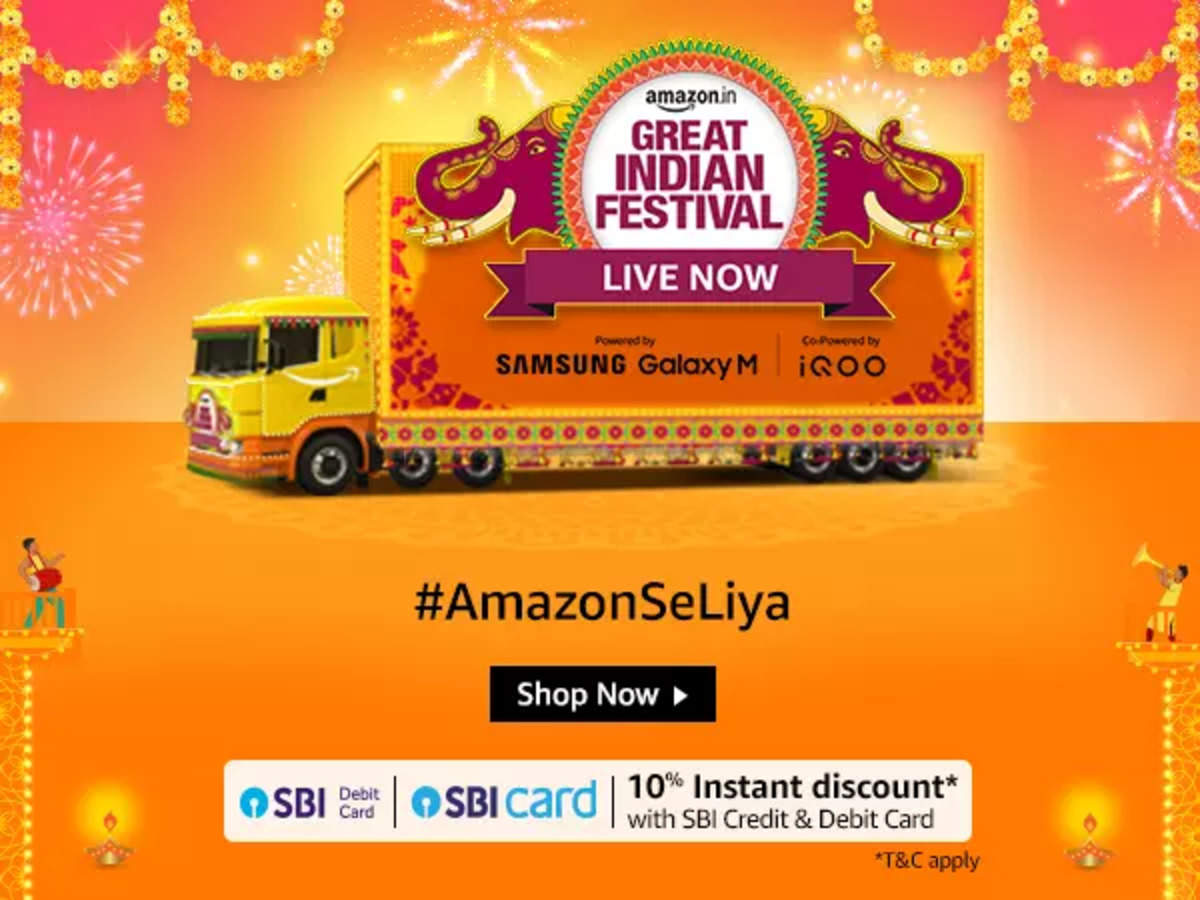 amazon.in
GREAT
INDIAN
FESTIVAL
LIVE NOW
Powered by
SAMSUNG Galaxy M
Co-Powered by
iQOO
#AmazonSeLiya
Shop Now
SBI Debit Card
SBI card
10% Instant discount*
with SBI Credit & Debit Card
*T&C apply